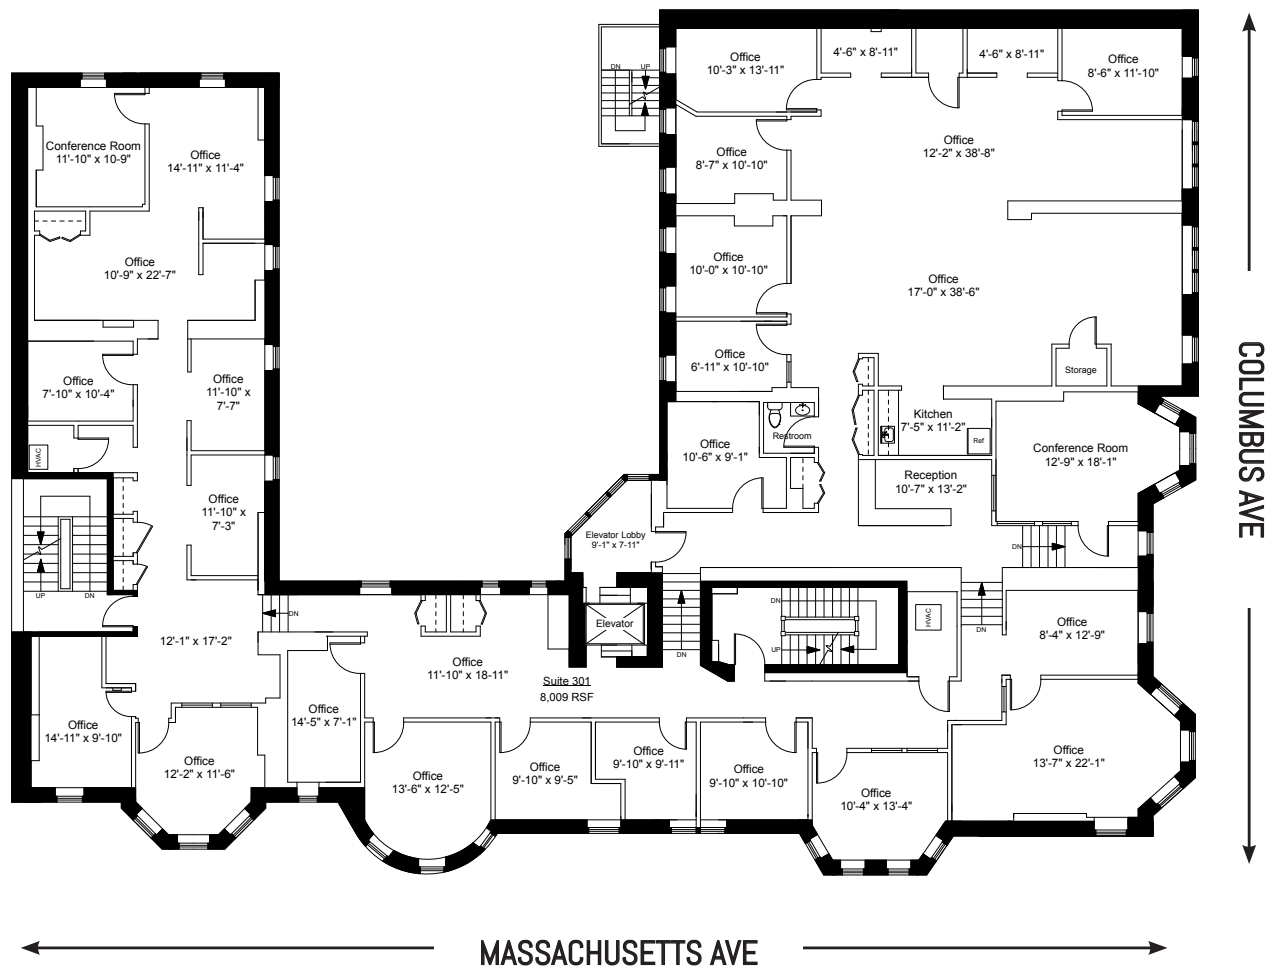 Office
10'-3" x 13'-11"
4'-6" x 8'-11"
4'-6" x 8'-11"
Office
8'-6" x 11'-10"
DN
UP
Conference Room
11'-10" x 10-9"
Office
14'-11" x 11'-4"
Office
8'-7" x 10'-10"
Office
12'-2" x 38'-8"
Office
10'-9" x 22'-7"
Office
10'-0" x 10'-10"
Office
17'-0" x 38'-6"
Office
7'-10" x 10'-4"
Office
11'-10" x
7'-7"
Office
6'-11" x 10'-10"
Storage
COLUMBUS AVE
HVAC
Restroom
Kitchen
7'-5" x 11'-2"
Ref
Office
10'-6" x 9'-1"
Conference Room
12'-9" x 18'-1"
Reception
10'-7" x 13'-2"
Office
11'-10" x
7'-3"
Elevator Lobby
9'-1" x 7-11"
DN
UP
DN
DN
Elevator
DN
DN
UP
HVAC
DN
Office
8'-4" x 12'-9"
12'-1" x 17'-2"
Office
11'-10" x 18-11"
Suite 301
8,009 RSF
Office
14'-11" x 9'-10"
Office
14'-5" x 7'-1"
Office
12'-2" x 11'-6"
Office
13'-6" x 12'-5"
Office
9'-10" x 9'-5"
Office
9'-10" x 9'-11"
Office
9'-10" x 10'-10"
Office
10'-4" x 13'-4"
Office
13'-7" x 22'-1"
MASSACHUSETTS AVE